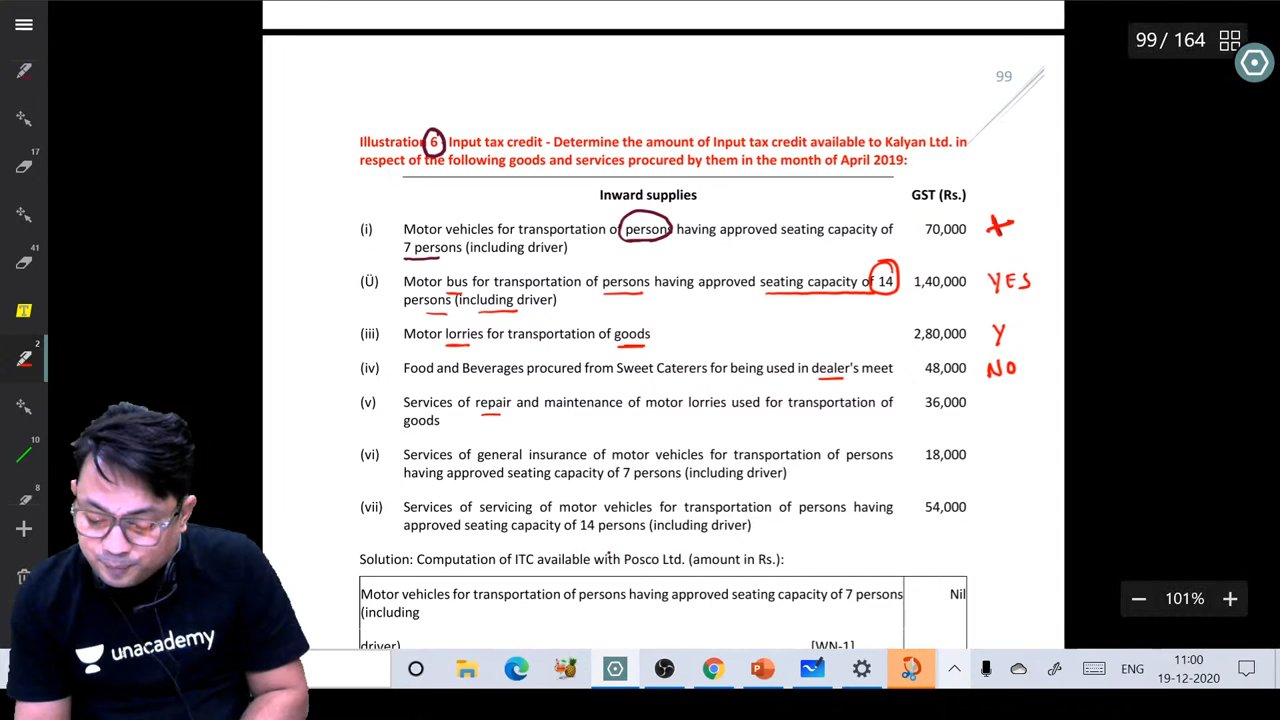 99 / 164
99
Illustration 6 - Input tax credit - Determine the amount of Input tax credit available to Kalyan Ltd. in
respect of the following goods and services procured by them in the month of April 2019:
Inward supplies GST (Rs.)
(i) Motor vehicles for transportation of persons having approved seating capacity of 70,000 X
7 persons (including driver)
(Ü) Motor bus for transportation of persons having approved seating capacity of 14 1,40,000 YES
persons (including driver)
(iii) Motor lorries for transportation of goods 2,80,000 Y
(iv) Food and Beverages procured from Sweet Caterers for being used in dealer's meet 48,000 NO
(v) Services of repair and maintenance of motor lorries used for transportation of 36,000
goods
(vi) Services of general insurance of motor vehicles for transportation of persons 18,000
having approved seating capacity of 7 persons (including driver)
(vii) Services of servicing of motor vehicles for transportation of persons having 54,000
approved seating capacity of 14 persons (including driver)
Solution: Computation of ITC available with Posco Ltd. (amount in Rs.):
Motor vehicles for transportation of persons having approved seating capacity of 7 persons Nil
(including
driver) [WN-1]
17
41
T
2
10
8
unacademy
101%
ENG
11:00
19-12-2020